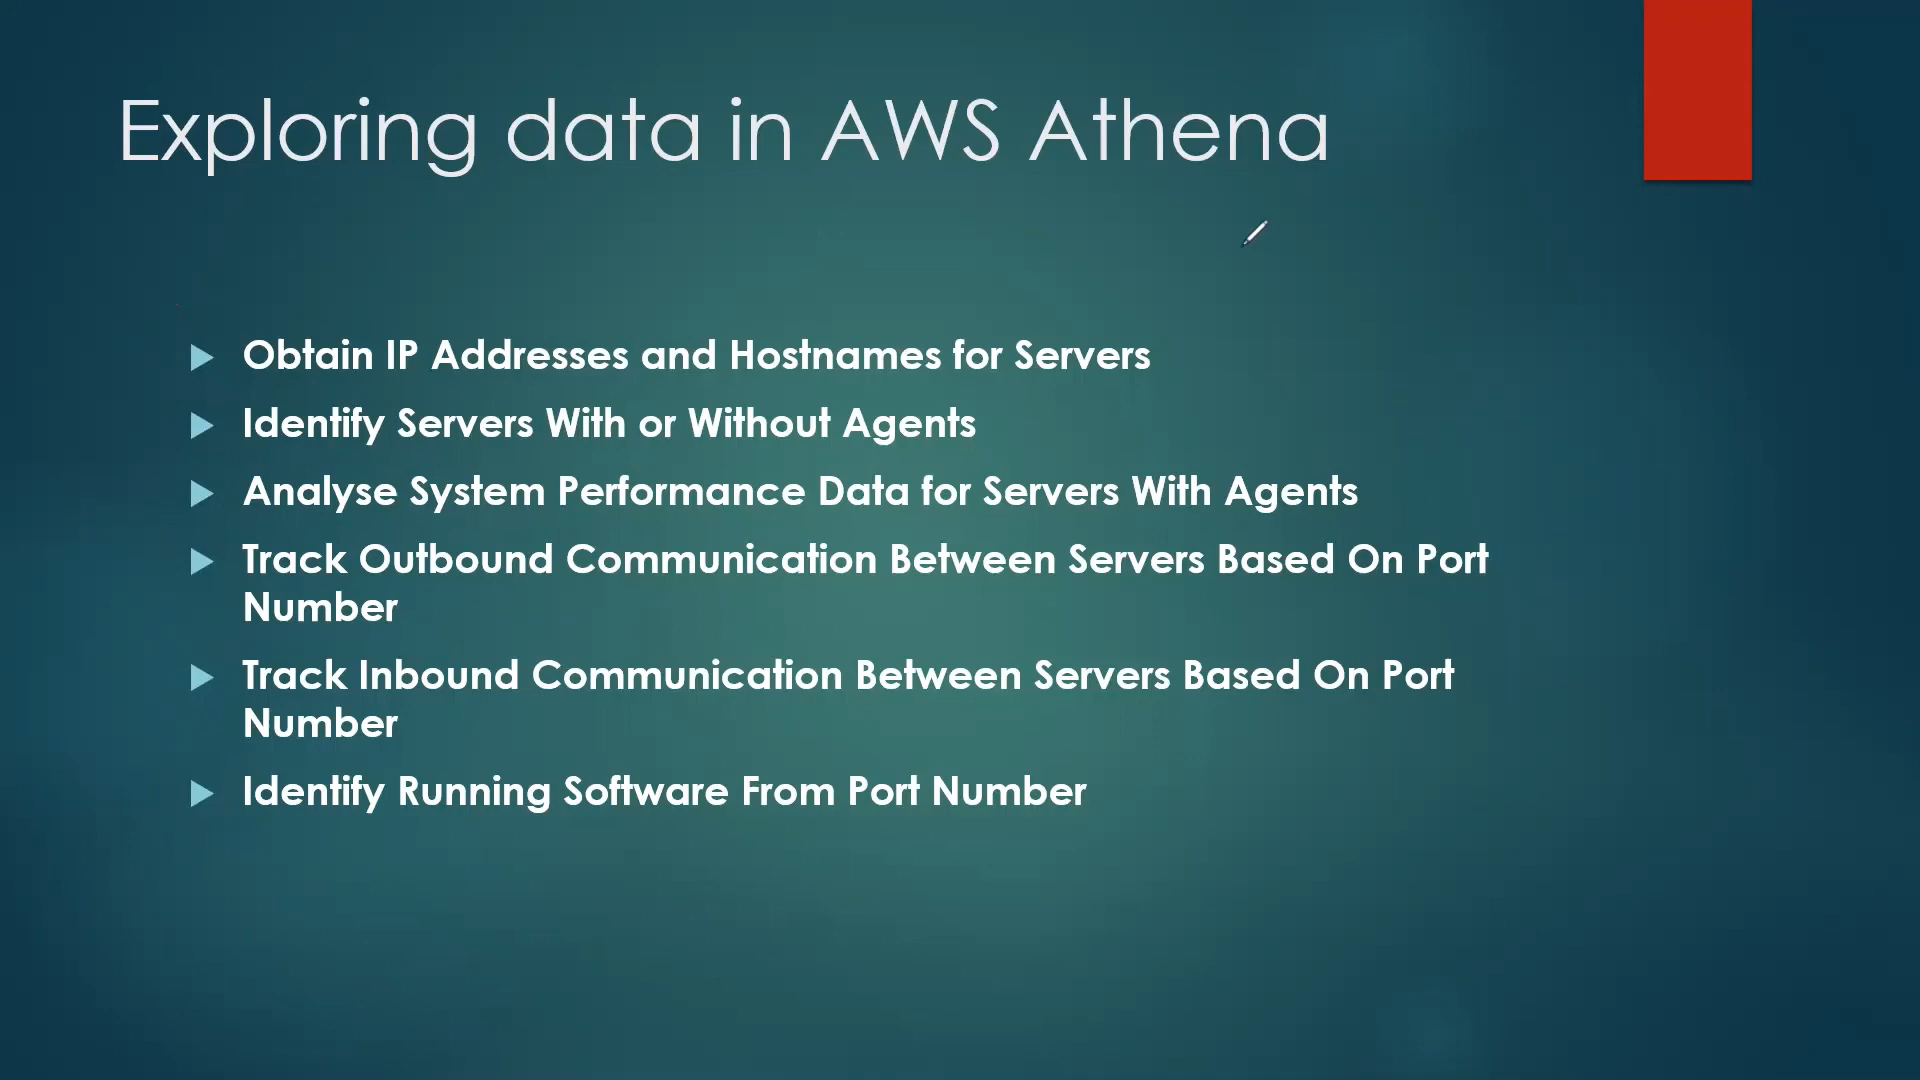 Exploring data in AWS Athena
Obtain IP Addresses and Hostnames for Servers
Identify Servers With or Without Agents
Analyse System Performance Data for Servers With Agents
Track Outbound Communication Between Servers Based On Port
Number
Track Inbound Communication Between Servers Based On Port
Number
Identify Running Software From Port Number